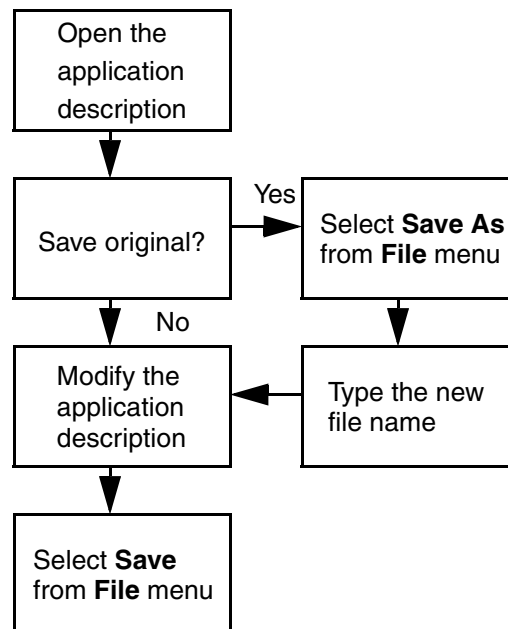 Open the
application
description
Save original?
Yes
Select Save As
from File menu
No
Modify the
application
description
Type the new
file name
Select Save
from File menu